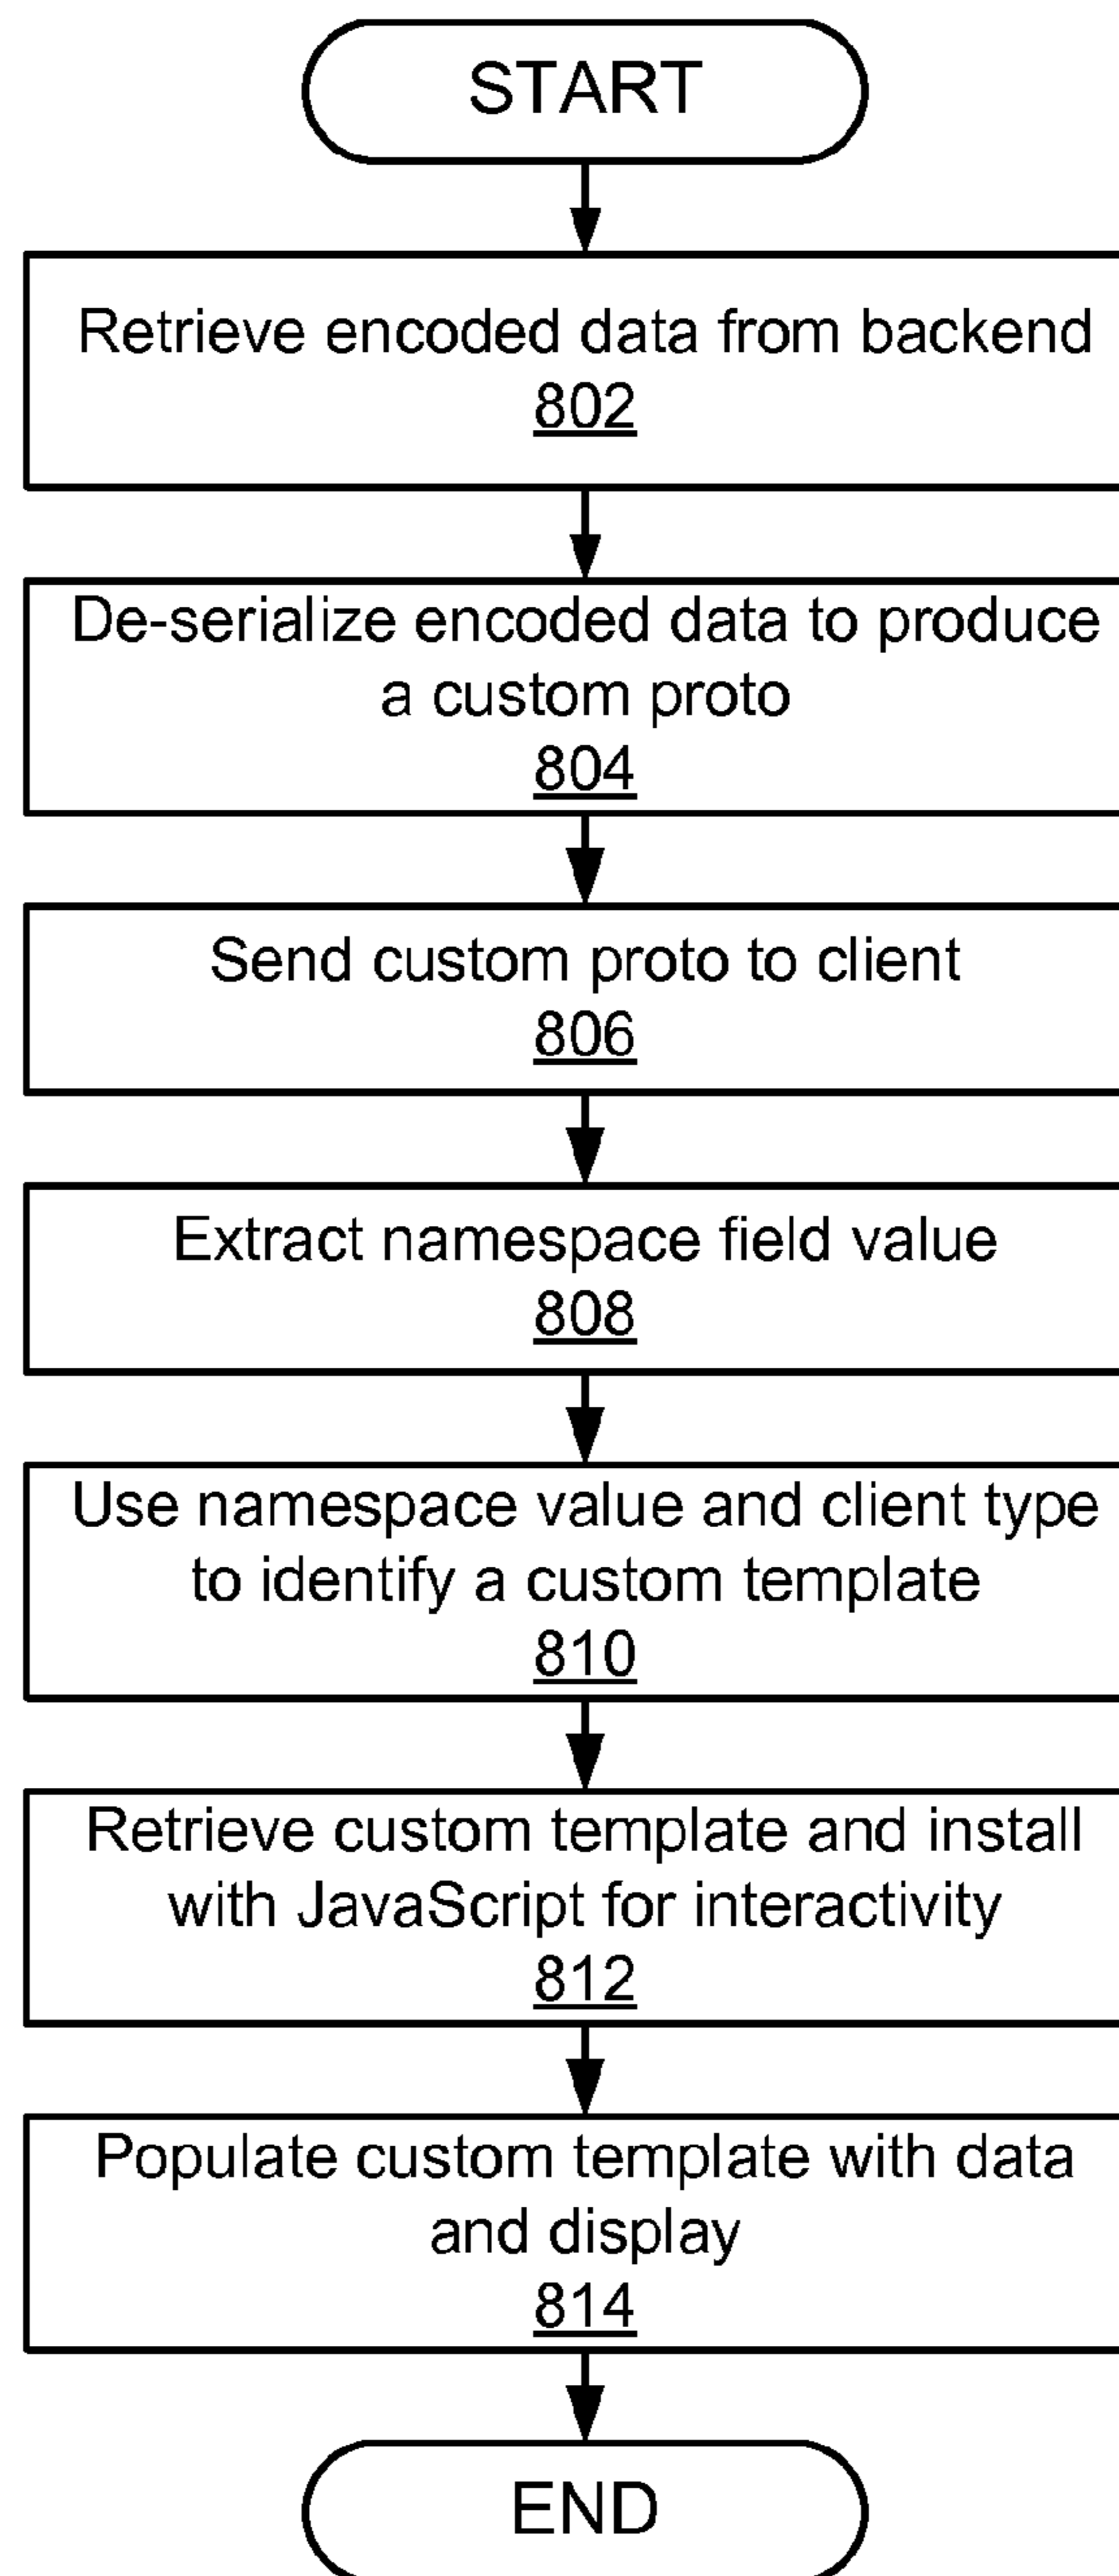 START
Retrieve encoded data from backend
802
De-serialize encoded data to produce
a custom proto
804
Send custom proto to client
806
Extract namespace field value
808
Use namespace value and client type
to identify a custom template
810
Retrieve custom template and install
with JavaScript for interactivity
812
Populate custom template with data
and display
814
END